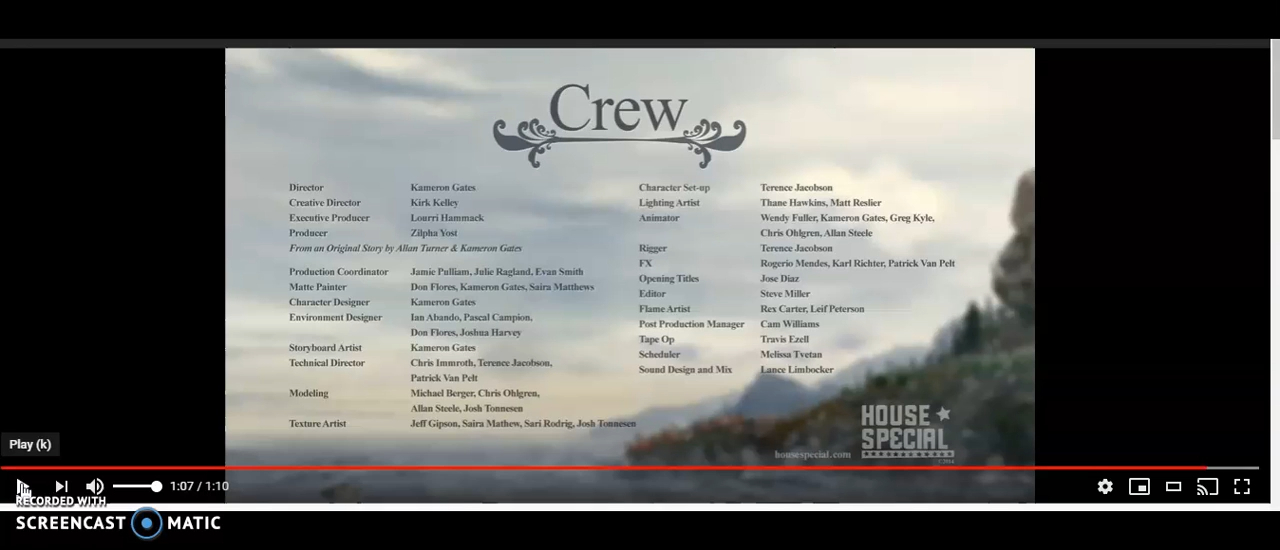 Crew
Director Kameron Gates
Creative Director Kirk Kelley
Executive Producer Lourri Hammack
Producer Zilpha Yost
From an Original Story by Allan Turner & Kameron Gates
Production Coordinator Jamie Pulliam, Julie Ragland, Evan Smith
Matte Painter Don Flores, Kameron Gates, Saira Matthews
Character Designer Kameron Gates
Environment Designer Ian Abando, Pascal Campion,
Don Flores, Joshua Harvey
Storyboard Artist Kameron Gates
Technical Director Chris Immroth, Terence Jacobson,
Patrick Van Pelt
Modeling Michael Berger, Chris Ohlgren,
Allan Steele, Josh Tonnesen
Texture Artist Jeff Gipson, Saira Mathew, Sari Rodrig, Josh Tonnesen
Character Set-up Terence Jacobson
Lighting Artist Thane Hawkins, Matt Reslier
Animator Wendy Fuller, Kameron Gates, Greg Kyle,
Chris Ohlgren, Allan Steele
Rigger Terence Jacobson
FX Rogerio Mendes, Karl Richter, Patrick Van Pelt
Opening Titles Jose Diaz
Editor Steve Miller
Flame Artist Rex Carter, Leif Peterson
Post Production Manager Cam Williams
Tape Op Travis Ezell
Scheduler Melissa Tvetan
Sound Design and Mix Lance Limbocker
HOUSE
SPECIAL
housespecial.com
Play (k)
1:07 / 1:10
RECORDED WITH
SCREENCAST MATIC